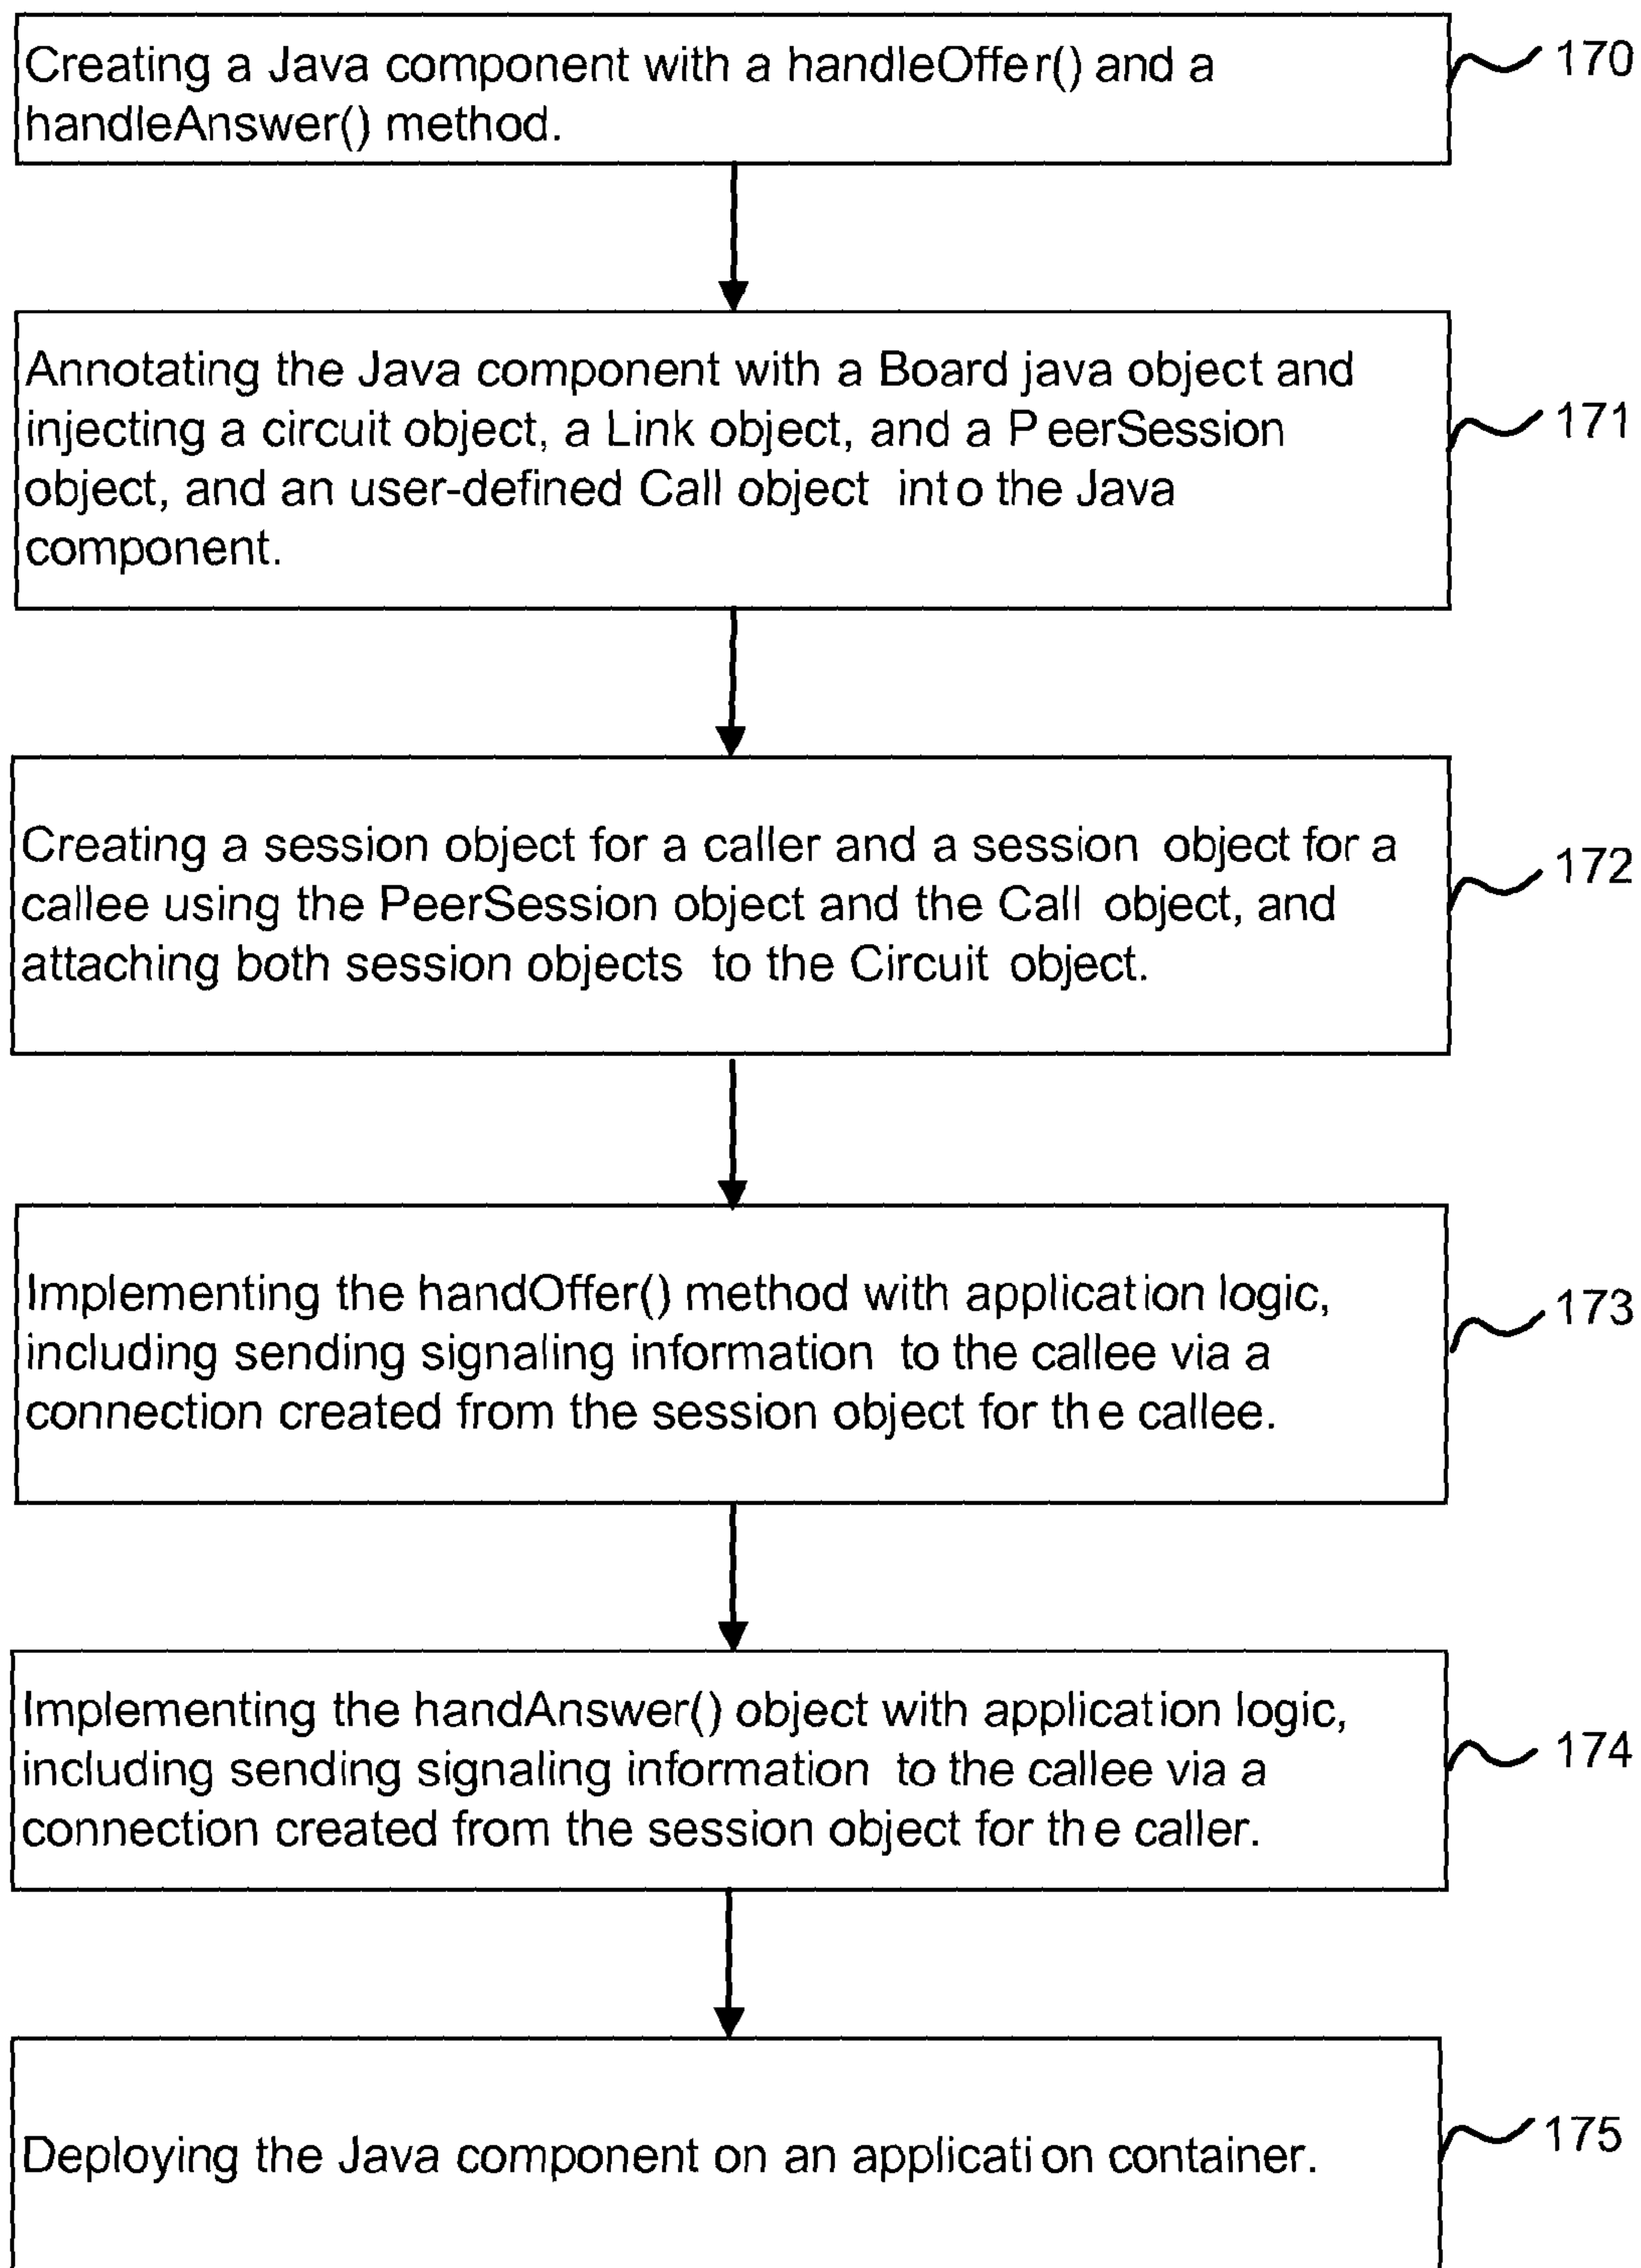 Creating a Java component with a handleOffer() and a
handleAnswer() method.
170
Annotating the Java component with a Board java object and
injecting a circuit object, a Link object, and a PeerSession
object, and an user-defined Call object into the Java
component.
171
Creating a session object for a caller and a session object for a
callee using the PeerSession object and the Call object, and
attaching both session objects to the Circuit object.
172
Implementing the handOffer() method with application logic,
including sending signaling information to the callee via a
connection created from the session object for the callee.
173
Implementing the handAnswer() object with application logic,
including sending signaling information to the callee via a
connection created from the session object for the caller.
174
Deploying the Java component on an application container.
175